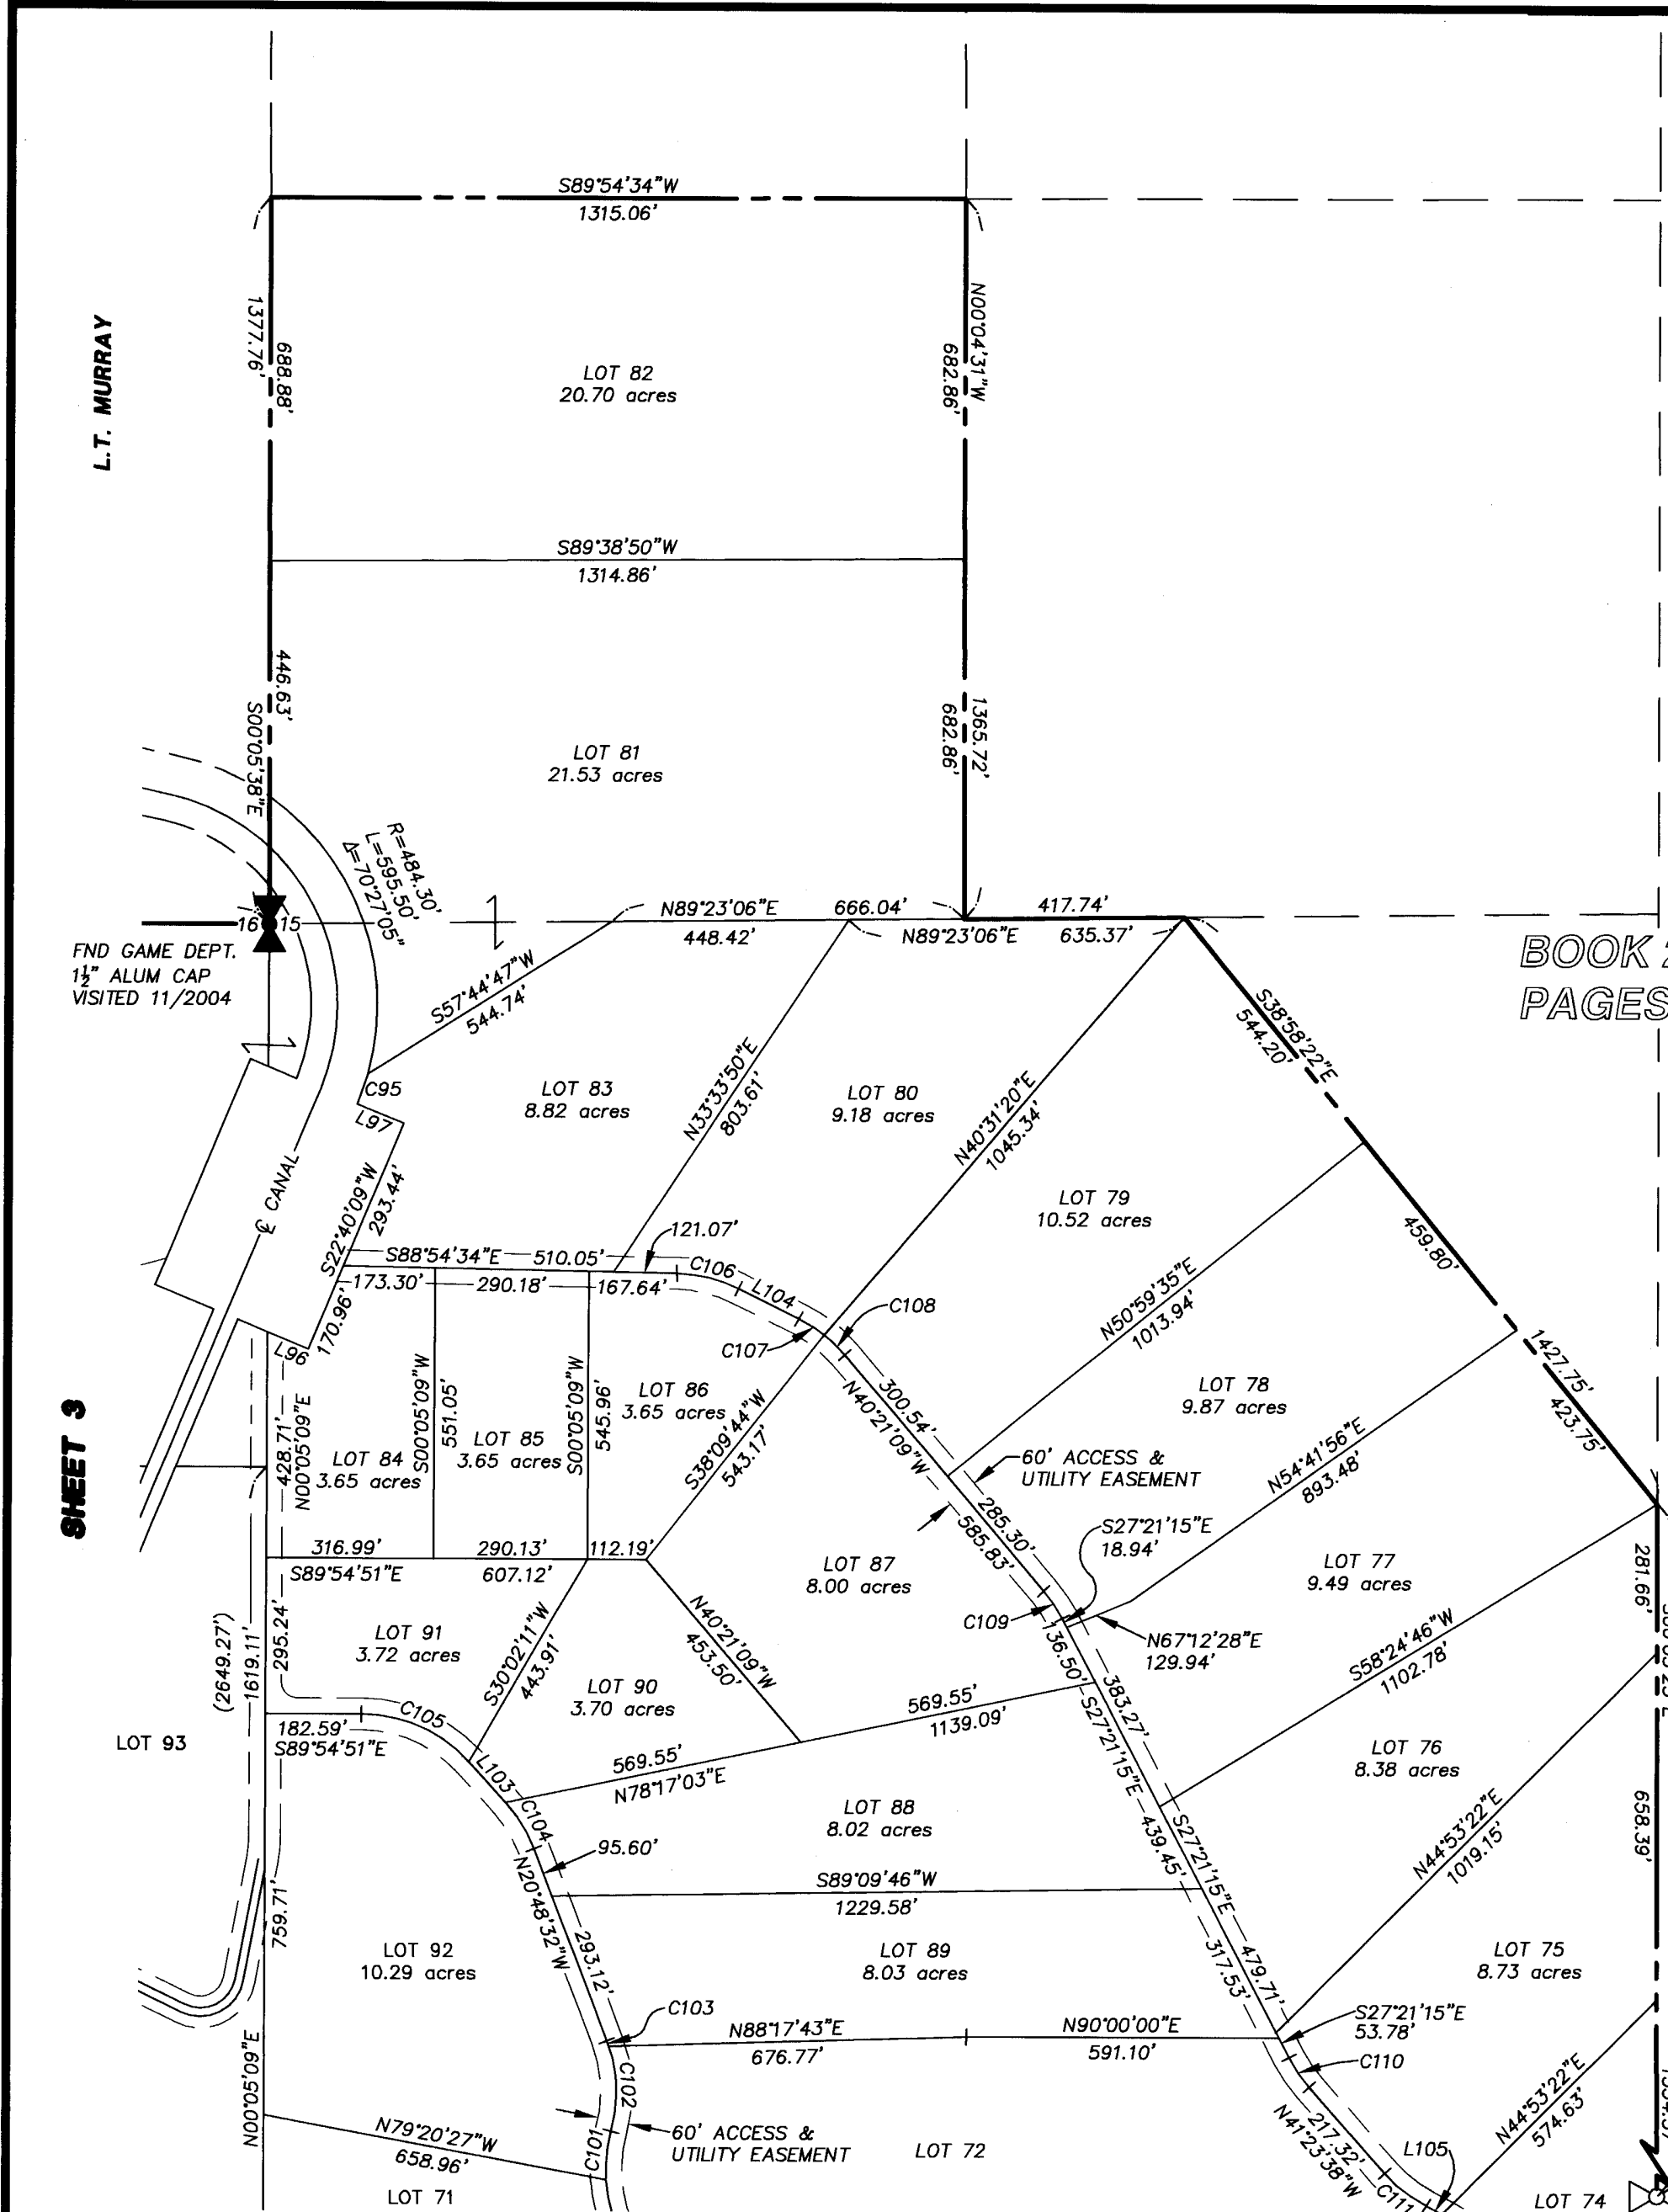 S89°54'34"W
1315.06'
L.T. MURRAY
1377.76'
688.88'
N00°04'31"W
682.86'
LOT 82
20.70 acres
S89°38'50"W
1314.86'
446.63'
S00°05'38"E
1365.72'
682.86'
LOT 81
21.53 acres
R=484.30'
L=595.50'
Δ=70°27'05"
16 15
FND GAME DEPT.
1½" ALUM CAP
VISITED 11/2004
N89°23'06"E
448.42'
666.04'
417.74'
N89°23'06"E 635.37'
BOOK
PAGES
S57°44'47"W
544.74'
S38°58'22"E
544.20'
C95
L97
LOT 83
8.82 acres
N33°33'50"E
803.61'
LOT 80
9.18 acres
N40°31'20"E
1045.34'
LOT 79
10.52 acres
459.80'
℄ CANAL
S22°40'09"W
293.44'
S88°54'34"E 510.05'
121.07'
173.30' 290.18' 167.64'
C106
L104
C108
C107
N50°59'35"E
1013.94'
1427.75'
423.75'
170.96'
L96
SHEET 3
428.71'
N00°05'09"E
LOT 84
3.65 acres
S00°05'09"W
551.05'
LOT 85
3.65 acres
S00°05'09"W
545.96'
LOT 86
3.65 acres
S38°09'44"W
543.17'
300.54'
N40°21'09"W
LOT 78
9.87 acres
60' ACCESS &
UTILITY EASEMENT
N54°41'56"E
893.48'
285.30'
585.83'
S27°21'15"E
18.94'
316.99' 290.13' 112.19'
S89°54'51"E 607.12'
LOT 87
8.00 acres
LOT 77
9.49 acres
281.66'
C109
136.50'
N67°12'28"E
129.94'
S58°24'46"W
1102.78'
(2649.27')
1619.11'
295.24'
LOT 91
3.72 acres
S30°02'11"W
443.91'
N40°21'09"W
453.50'
LOT 90
3.70 acres
569.55'
1139.09'
383.27'
S27°21'15"E
LOT 93
182.59'
S89°54'51"E
C105
L103
569.55'
N78°17'03"E
LOT 76
8.38 acres
C104
95.60'
LOT 88
8.02 acres
439.45'
S27°21'15"E
N44°53'22"E
1019.15'
658.39'
S89°09'46"W
1229.58'
759.71'
N20°48'32"W
293.12'
LOT 92
10.29 acres
LOT 89
8.03 acres
317.53'
479.71'
LOT 75
8.73 acres
C103
N88°17'43"E
676.77'
N90°00'00"E
591.10'
S27°21'15"E
53.78'
C110
N00°05'09"E
C102
C101
N79°20'27"W
658.96'
60' ACCESS &
UTILITY EASEMENT
LOT 72
217.32'
N41°23'38"W
L105
C111
N44°53'22"E
574.63'
LOT 71
LOT 74